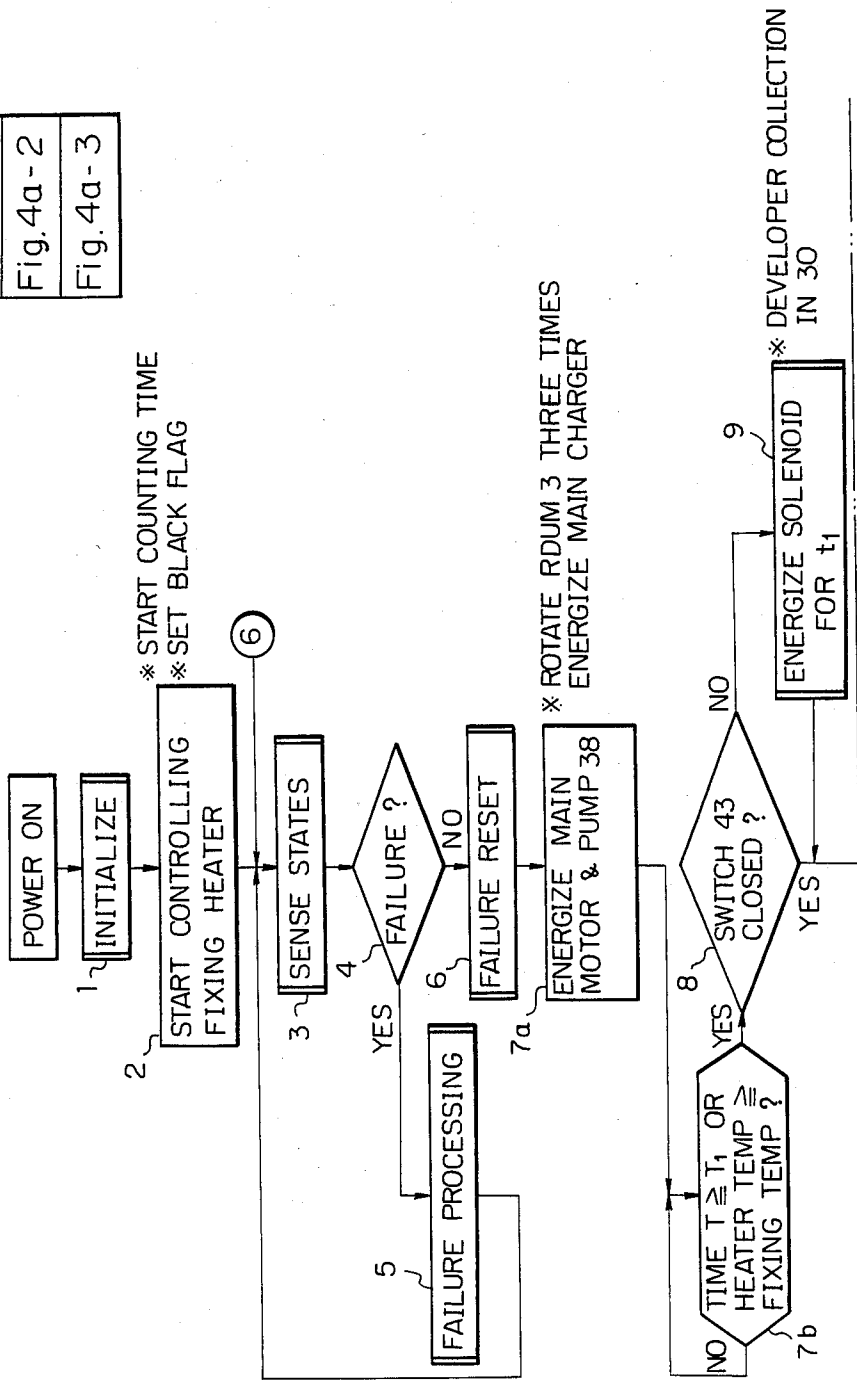 Fig.4a-2
Fig.4a-3
POWER ON
1
INITIALIZE
2
START CONTROLLING
FIXING HEATER
※ START COUNTING TIME
※ SET BLACK FLAG
6
3
SENSE STATES
4
FAILURE ?
YES
NO
5
FAILURE PROCESSING
6
FAILURE RESET
7a
ENERGIZE MAIN
MOTOR & PUMP 38
※ ROTATE RDUM 3 THREE TIMES
ENERGIZE MAIN CHARGER
7b
TIME T ≧ T1 OR
HEATER TEMP ≧
FIXING TEMP ?
NO
YES
8
SWITCH 43
CLOSED ?
NO
YES
9
ENERGIZE SOLENOID
FOR t1
※ DEVELOPER COLLECTION
IN 30